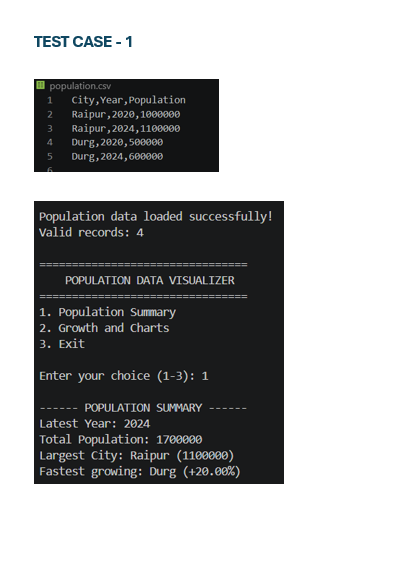 TEST CASE - 1
population.csv
1 City,Year,Population
2 Raipur,2020,1000000
3 Raipur,2024,1100000
4 Durg,2020,500000
5 Durg,2024,600000
6
Population data loaded successfully!
Valid records: 4
================================
POPULATION DATA VISUALIZER
================================
1. Population Summary
2. Growth and Charts
3. Exit
Enter your choice (1-3): 1
------ POPULATION SUMMARY ------
Latest Year: 2024
Total Population: 1700000
Largest City: Raipur (1100000)
Fastest growing: Durg (+20.00%)